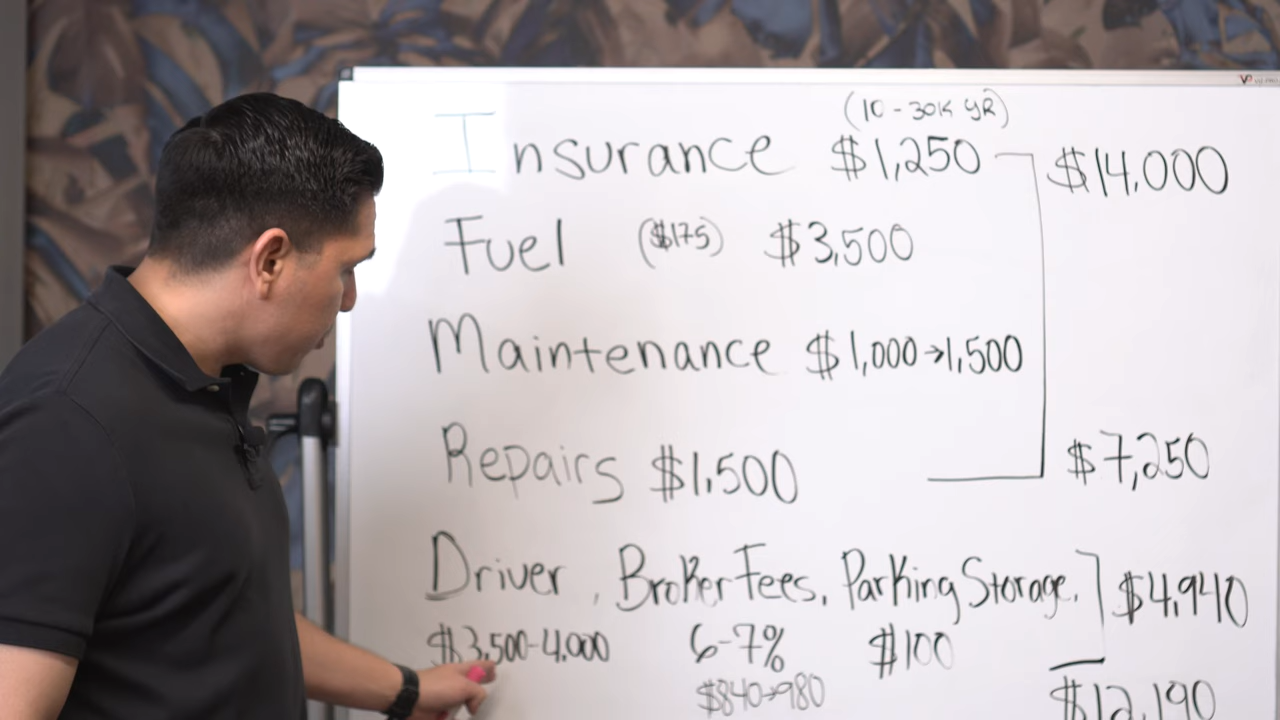 (10-30K YR)
Insurance $1,250 $14,000
Fuel ($175) $3,500
Maintenance $1,000→1,500
Repairs $1,500 $7,250
Driver, Broker Fees, Parking Storage. $4,940
$3,500-4,000 6-7% $100
$840→980
$12,190